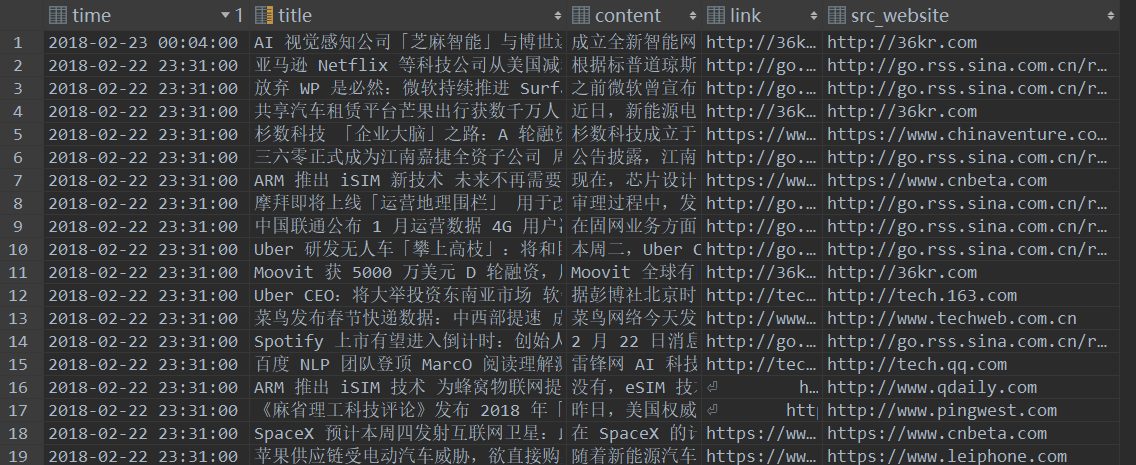 time 1 title content link src_website
1 2018-02-23 00:04:00 AI 视觉感知公司「芝麻智能」与博世 成立全新智能网 http://36k… http://36kr.com
2 2018-02-22 23:31:00 亚马逊 Netflix 等科技公司从美国减 根据标普道琼斯 http://go.… http://go.rss.sina.com.cn/r…
3 2018-02-22 23:31:00 放弃 WP 是必然：微软持续推进 Surf 之前微软曾宣布 http://go.… http://go.rss.sina.com.cn/r…
4 2018-02-22 23:31:00 共享汽车租赁平台芒果出行获数千万人 近日，新能源电 http://36k… http://36kr.com
5 2018-02-22 23:31:00 杉数科技 「企业大脑」之路：A 轮融资 杉数科技成立于 https://ww… https://www.chinaventure.co…
6 2018-02-22 23:31:00 三六零正式成为江南嘉捷全资子公司 公告披露，江南 http://go.… http://go.rss.sina.com.cn/r…
7 2018-02-22 23:31:00 ARM 推出 iSIM 新技术 未来不再需要 现在，芯片设计 https://ww… https://www.cnbeta.com
8 2018-02-22 23:31:00 摩拜即将上线「运营地理围栏」 用于 审理过程中，发 http://go.… http://go.rss.sina.com.cn/r…
9 2018-02-22 23:31:00 中国联通公布 1 月运营数据 4G 用户 在固网业务方面 http://go.… http://go.rss.sina.com.cn/r…
10 2018-02-22 23:31:00 Uber 研发无人车「攀上高枝」：将和 本周二，Uber C http://go.… http://go.rss.sina.com.cn/r…
11 2018-02-22 23:31:00 Moovit 获 5000 万美元 D 轮融资， Moovit 全球有 http://36k… http://36kr.com
12 2018-02-22 23:31:00 Uber CEO：将大举投资东南亚市场 软 据彭博社北京时 http://tec… http://tech.163.com
13 2018-02-22 23:31:00 菜鸟发布春节快递数据：中西部提速 菜鸟网络今天发 http://www… http://www.techweb.com.cn
14 2018-02-22 23:31:00 Spotify 上市有望进入倒计时：创始人 2 月 22 日消息 http://go.… http://go.rss.sina.com.cn/r…
15 2018-02-22 23:31:00 百度 NLP 团队登顶 MarcO 阅读理解 雷锋网 AI 科技 http://tec… http://tech.qq.com
16 2018-02-22 23:31:00 ARM 推出 iSIM 技术 为蜂窝物联网提 没有，eSIM 技 h… http://www.qdaily.com
17 2018-02-22 23:31:00 《麻省理工科技评论》发布 2018 年「 昨日，美国权威 htt http://www.pingwest.com
18 2018-02-22 23:31:00 SpaceX 预计本周四发射互联网卫星： 在 SpaceX 的计 https://ww… https://www.cnbeta.com
19 2018-02-22 23:31:00 苹果供应链受电动汽车威胁，欲直接购 随着新能源汽车 https://ww… https://www.leiphone.com